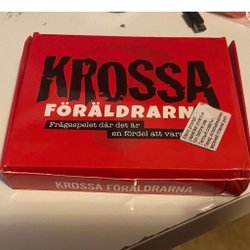 KROSSA
FÖRÄLDRARNA
Frågespelet där det är
en fördel att vara
KROSSA FÖRÄLDRARNA